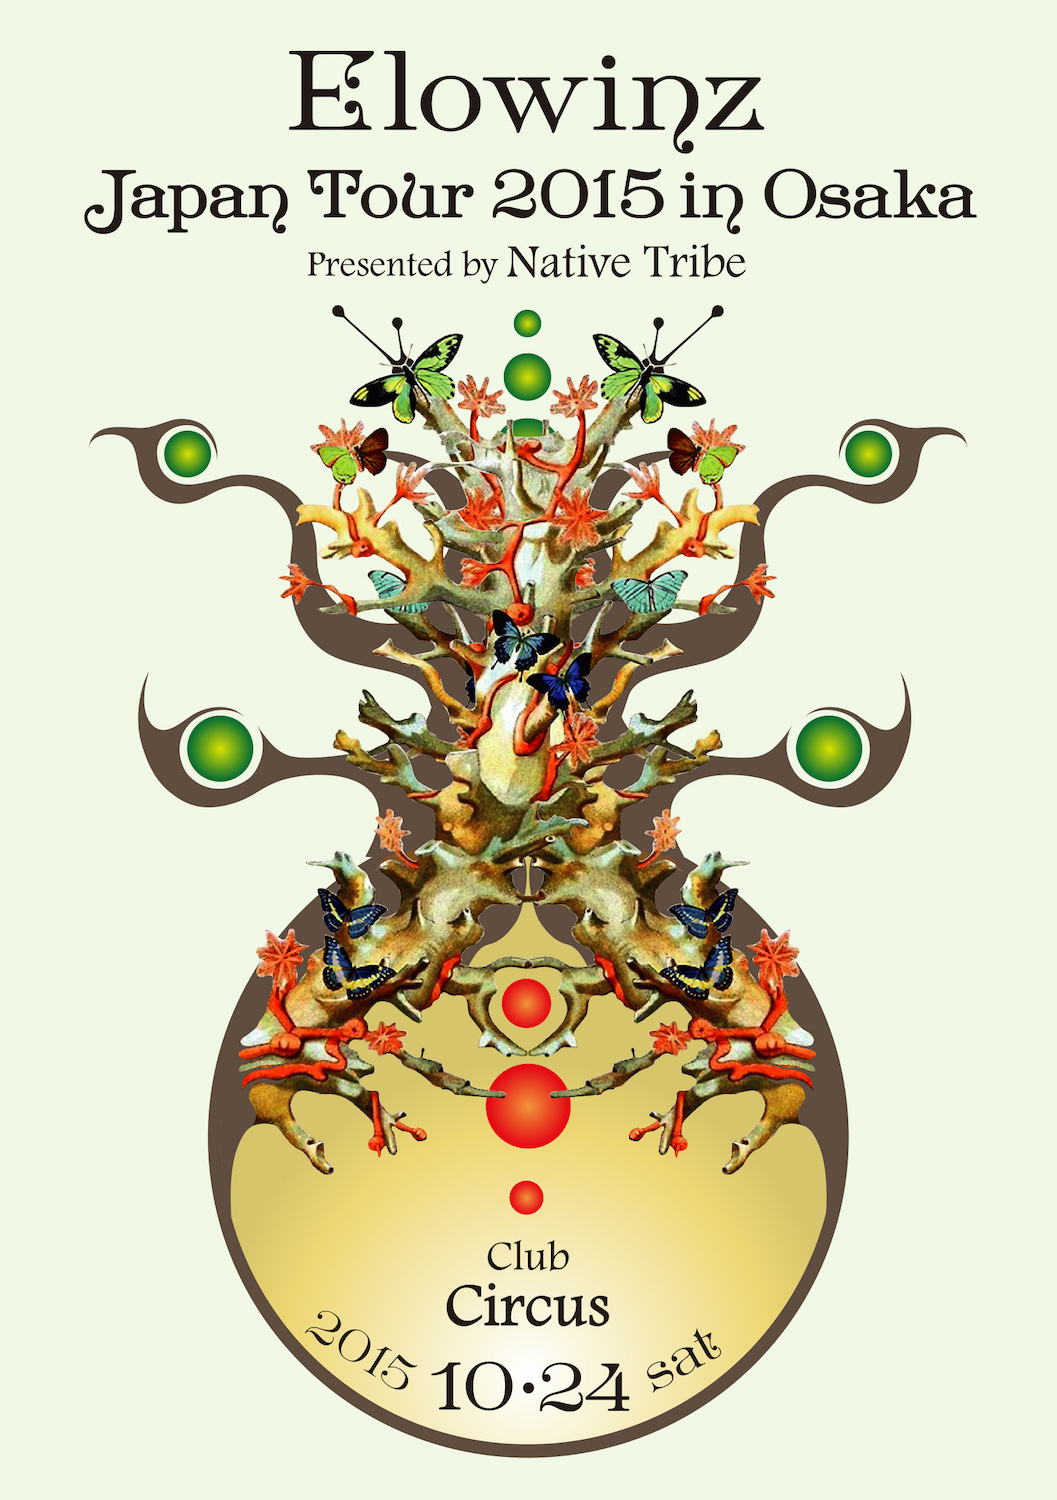 Elowinz
Japan Tour 2015 in Osaka
Presented by Native Tribe
Club
Circus
2015 10・24 sat